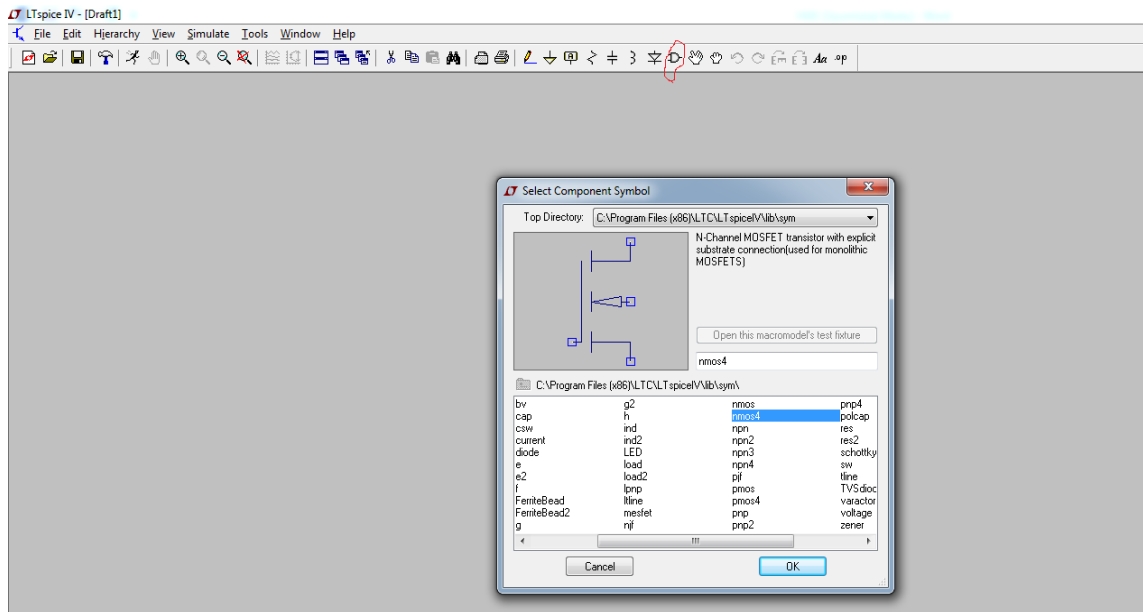 LTspice IV - [Draft1]
File Edit Hierarchy View Simulate Tools Window Help
Aa .op
Select Component Symbol
Top Directory: C:\Program Files (x86)\LTC\LTspiceIV\lib\sym
N-Channel MOSFET transistor with explicit
substrate connection(used for monolithic
MOSFETS)
Open this macromodel's test fixture
nmos4
C:\Program Files (x86)\LTC\LTspiceIV\lib\sym\
bv g2 nmos pnp4
cap h nmos4 polcap
csw ind npn res
current ind2 npn2 res2
diode LED npn3 schottky
e load npn4 sw
e2 load2 pjf tline
f lpnp pmos TVSdioc
FerriteBead ltline pmos4 varactor
FerriteBead2 mesfet pnp voltage
g njf pnp2 zener
Cancel OK